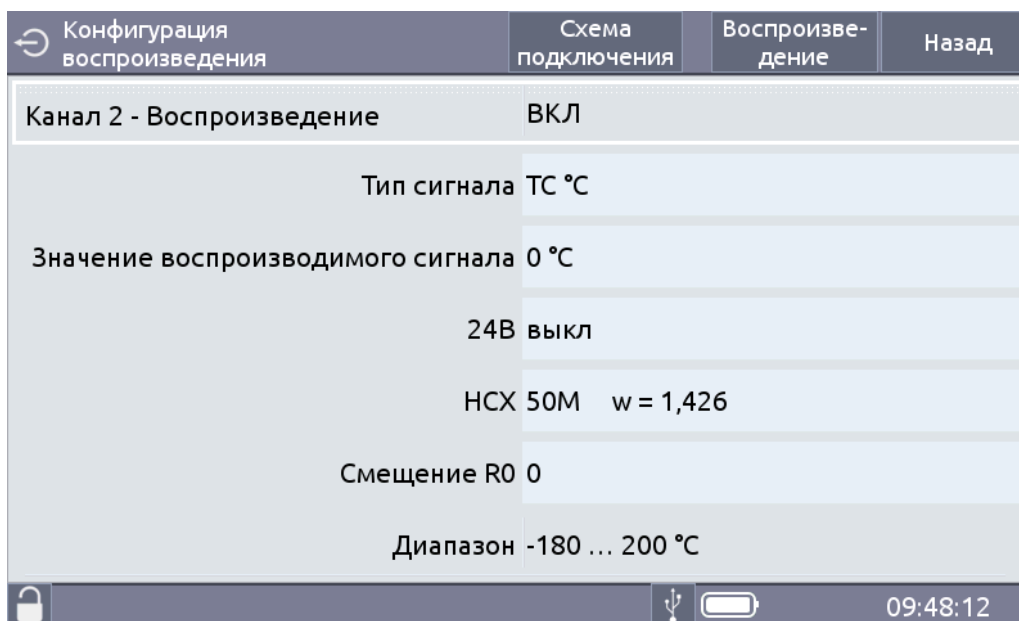 Конфигурация
воспроизведения
Схема
подключения
Воспроизве-
дение
Назад
Канал 2 - Воспроизведение ВКЛ
Тип сигнала ТС °C
Значение воспроизводимого сигнала 0 °C
24В выкл
НСХ 50М w = 1,426
Смещение R0 0
Диапазон -180 … 200 °C
09:48:12